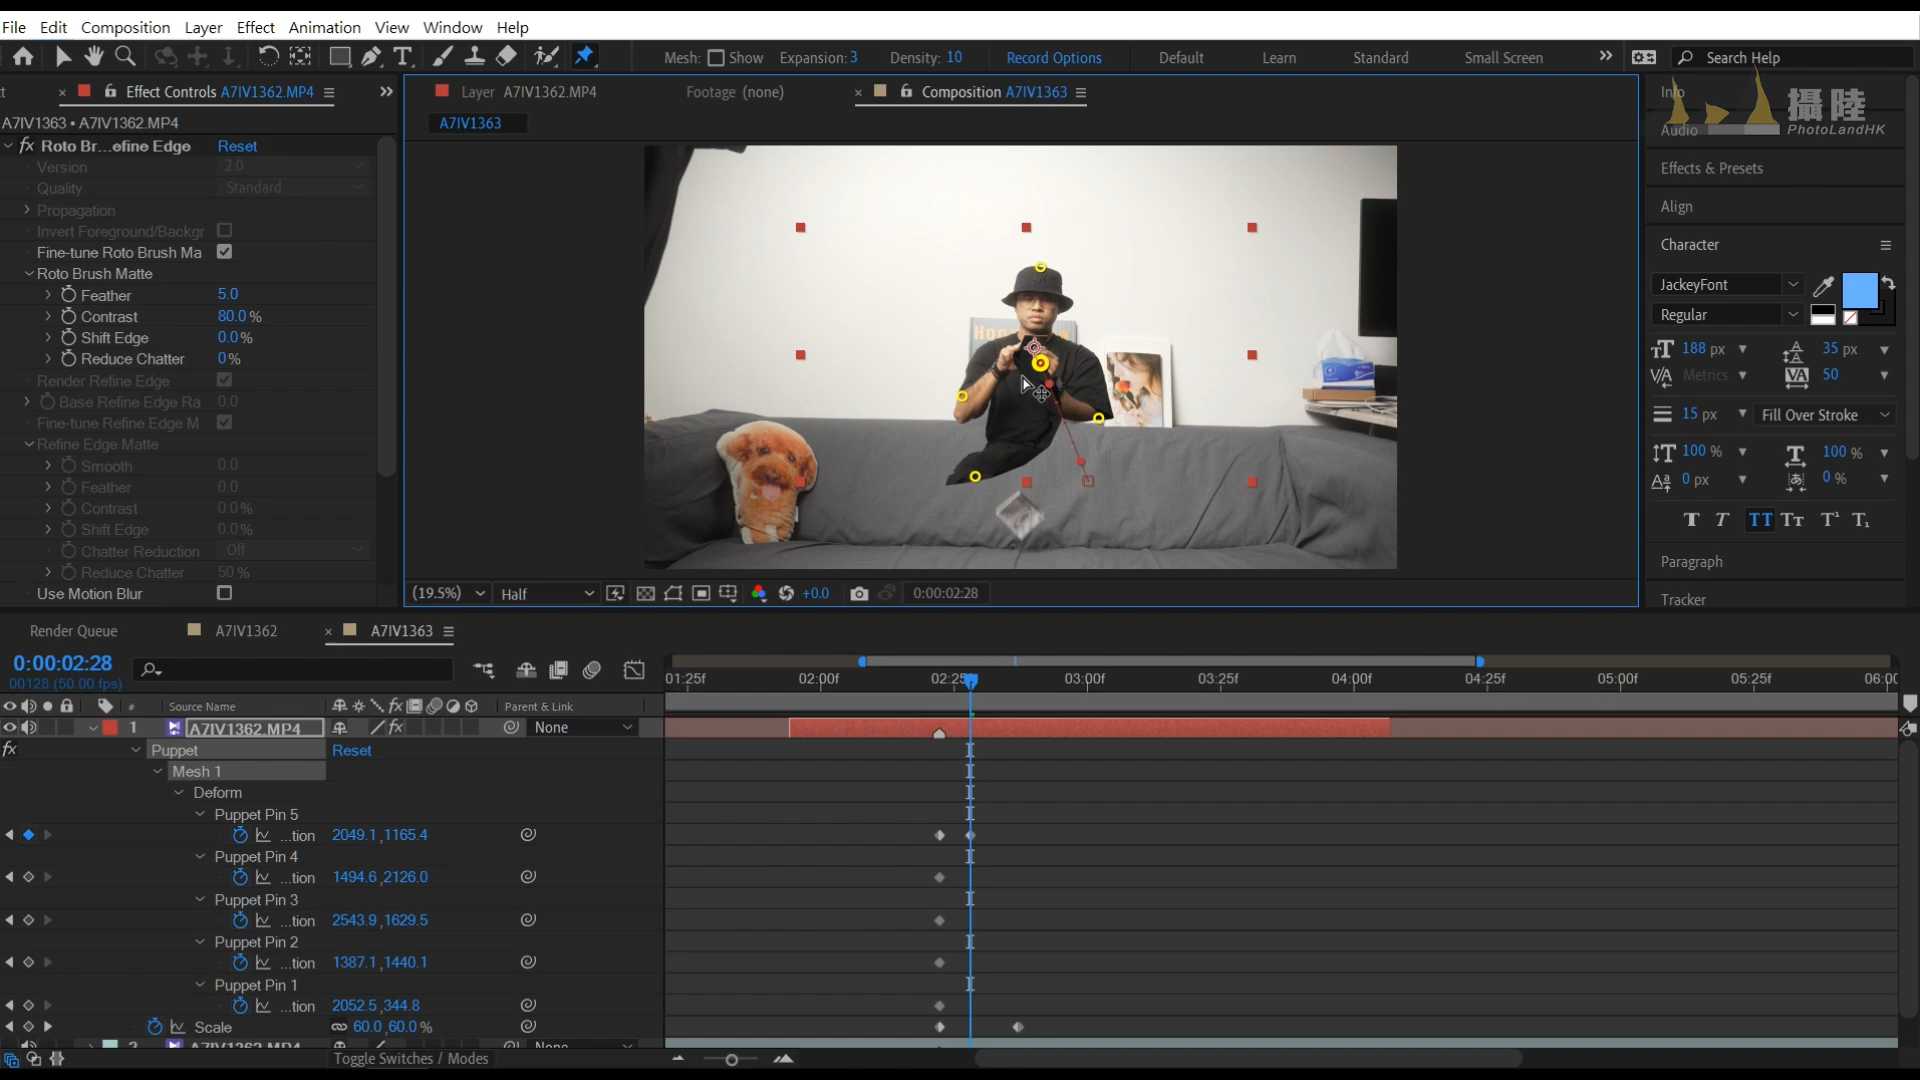 File Edit Composition Layer Effect Animation View Window Help
Mesh: Show Expansion: 3 Density: 10 Record Options Default Learn Standard Small Screen Search Help
Effect Controls A7IV1362.MP4
Layer A7IV1362.MP4 Footage (none) Composition A7IV1363
A7IV1363 • A7IV1362.MP4
A7IV1363
fx Roto Br...efine Edge Reset
Version 2.0
Quality Standard
Propagation
Invert Foreground/Backgr
Fine-tune Roto Brush Ma
Roto Brush Matte
Feather 5.0
Contrast 80.0 %
Shift Edge 0.0 %
Reduce Chatter 0 %
Render Refine Edge
Base Refine Edge Ra 0.0
Fine-tune Refine Edge M
Refine Edge Matte
Smooth 0.0
Feather 0.0
Contrast 0.0 %
Shift Edge 0.0 %
Chatter Reduction Off
Reduce Chatter 50 %
Use Motion Blur
(19.5%) Half +0.0 0:00:02:28
Info
攝陸
PhotoLandHK
Audio
Effects & Presets
Align
Character
JackeyFont
Regular
188 px 35 px
Metrics 50
15 px Fill Over Stroke
100 % 100 %
0 px 0 %
Paragraph
Tracker
Render Queue A7IV1362 A7IV1363
0:00:02:28
00128 (50.00 fps)
01:25f 02:00f 02:25f 03:00f 03:25f 04:00f 04:25f 05:00f 05:25f 06:00
# Source Name fx Parent & Link
1 A7IV1362.MP4 fx None
fx Puppet Reset
Mesh 1
Deform
Puppet Pin 5
...tion 2049.1 ,1165.4
Puppet Pin 4
...tion 1494.6 ,2126.0
Puppet Pin 3
...tion 2543.9 ,1629.5
Puppet Pin 2
...tion 1387.1 ,1440.1
Puppet Pin 1
...tion 2052.5 ,344.8
Scale 60.0 ,60.0 %
2 A7IV1362.MP4 None
Toggle Switches / Modes